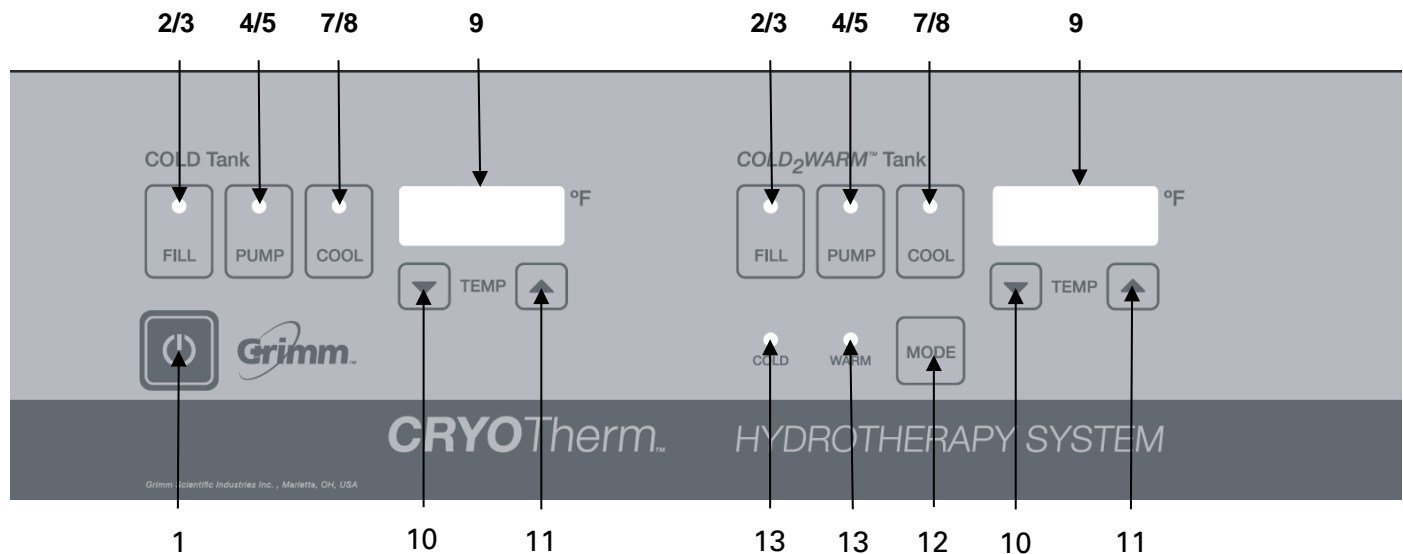 2/3 4/5 7/8 9 2/3 4/5 7/8 9
COLD Tank COLD2WARM™ Tank
°F °F
FILL PUMP COOL FILL PUMP COOL
TEMP TEMP
Grimm™ COLD WARM MODE
CRYOTherm™ HYDROTHERAPY SYSTEM
Grimm Scientific Industries Inc. , Marietta, OH, USA
1 10 11 13 13 12 10 11